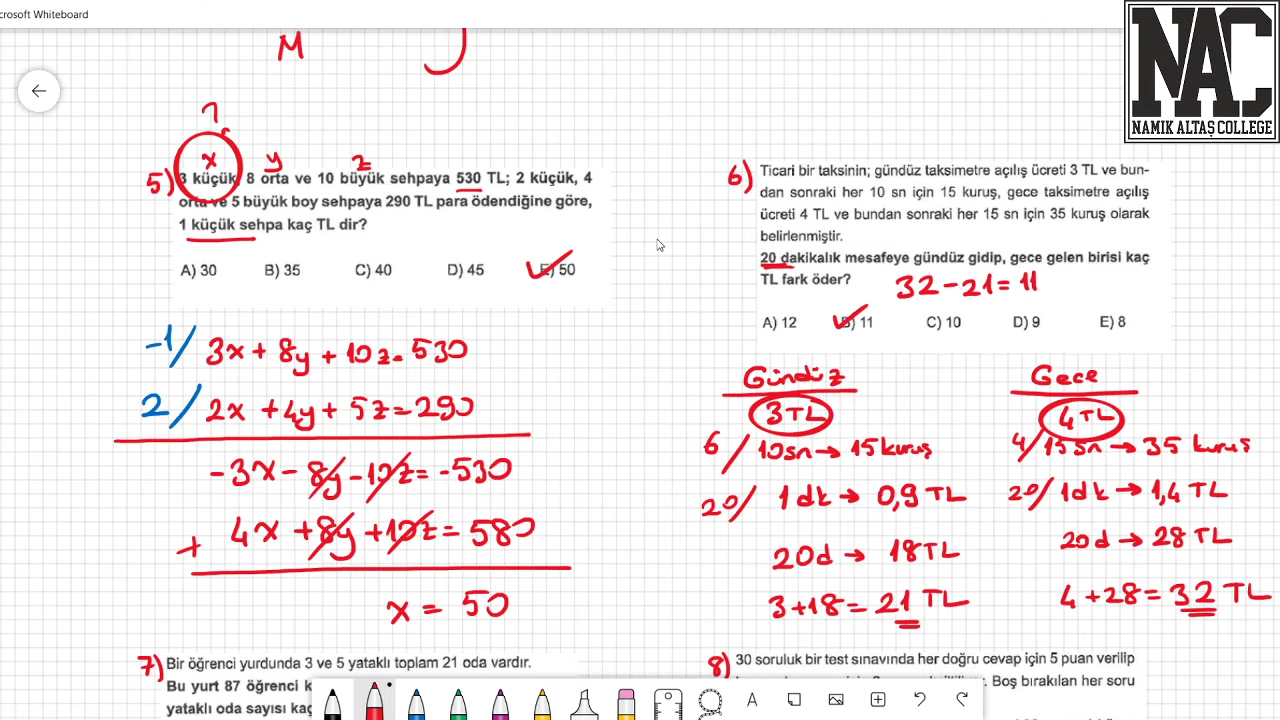 crosoft Whiteboard
NAC
NAMIK ALTAŞ COLLEGE
M
?
x y z
5) 3 küçük, 8 orta ve 10 büyük sehpaya 530 TL; 2 küçük, 4
orta ve 5 büyük boy sehpaya 290 TL para ödendiğine göre,
1 küçük sehpa kaç TL dir?
A) 30 B) 35 C) 40 D) 45 E) 50
-1/ 3x + 8y + 10z = 530
2/ 2x + 4y + 5z = 290
-3x - 8y - 10z = -530
+ 4x + 8y + 10z = 580
x = 50
6) Ticari bir taksinin; gündüz taksimetre açılış ücreti 3 TL ve bun-
dan sonraki her 10 sn için 15 kuruş, gece taksimetre açılış
ücreti 4 TL ve bundan sonraki her 15 sn için 35 kuruş olarak
belirlenmiştir.
20 dakikalık mesafeye gündüz gidip, gece gelen birisi kaç
TL fark öder?
32 - 21 = 11
A) 12 B) 11 C) 10 D) 9 E) 8
Gündüz
3 TL
6/ 10sn → 15 kuruş
20/ 1dk → 0,9 TL
20d → 18TL
3+18 = 21 TL
Gece
4 TL
4/ 15sn → 35 kuruş
20/ 1dk → 1,4 TL
20d → 28 TL
4+28 = 32 TL
7) Bir öğrenci yurdunda 3 ve 5 yataklı toplam 21 oda vardır.
Bu yurt 87 öğrenci
yataklı oda sayısı
8) 30 soruluk bir test sınavında her doğru cevap için 5 puan verilip
Boş bırakılan her soru
A